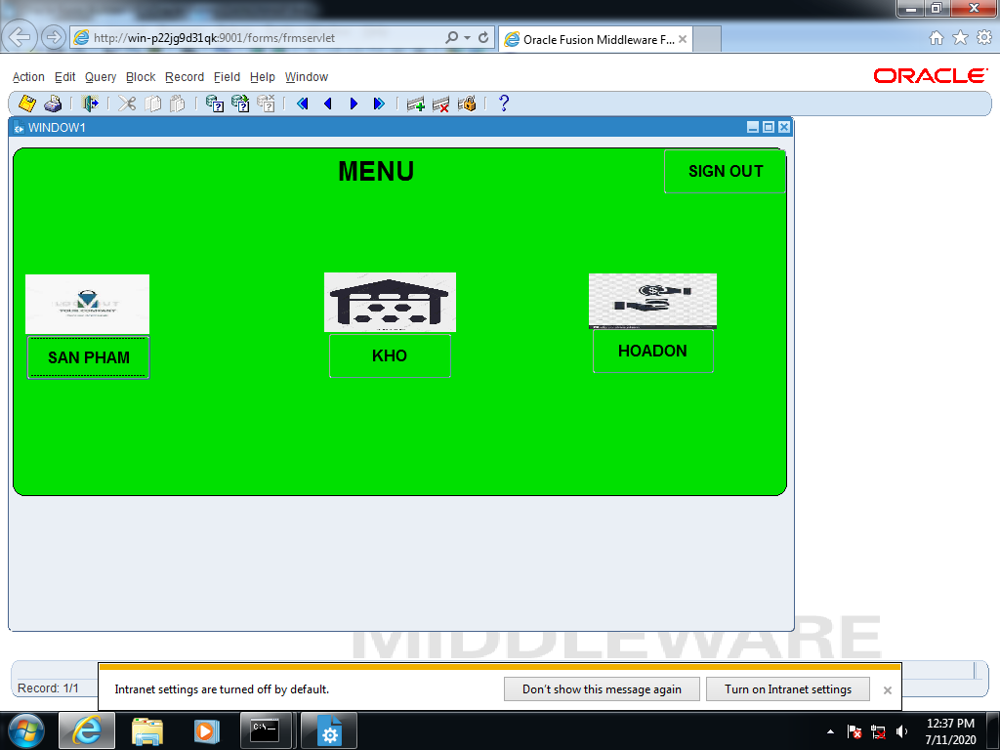 http://win-p22jg9d31qk:9001/forms/frmservlet
Oracle Fusion Middleware F...
Action Edit Query Block Record Field Help Window
ORACLE
WINDOW1
MENU
SIGN OUT
YOUR COMPANY
SAN PHAM
KHO
HOADON
MIDDLEWARE
Record: 1/1
Intranet settings are turned off by default.
Don't show this message again
Turn on Intranet settings
C:\_
12:37 PM
7/11/2020